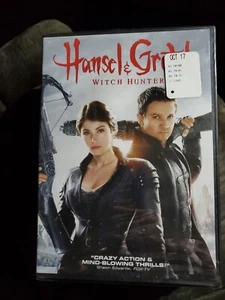 Hansel & Gretel
WITCH HUNTERS
OCT 17
"CRAZY ACTION &
MIND-BLOWING THRILLS!"
Shawn Edwards, FOX-TV